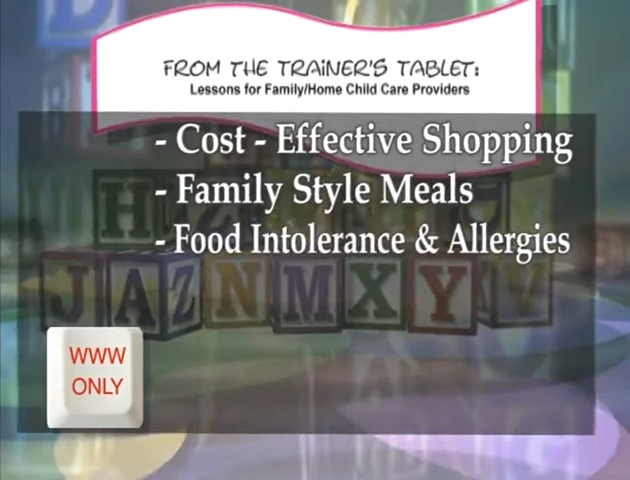 FROM THE TRAINER'S TABLET:
Lessons for Family/Home Child Care Providers
- Cost - Effective Shopping
- Family Style Meals
- Food Intolerance & Allergies
H
J A Z N M X Y V
WWW
ONLY